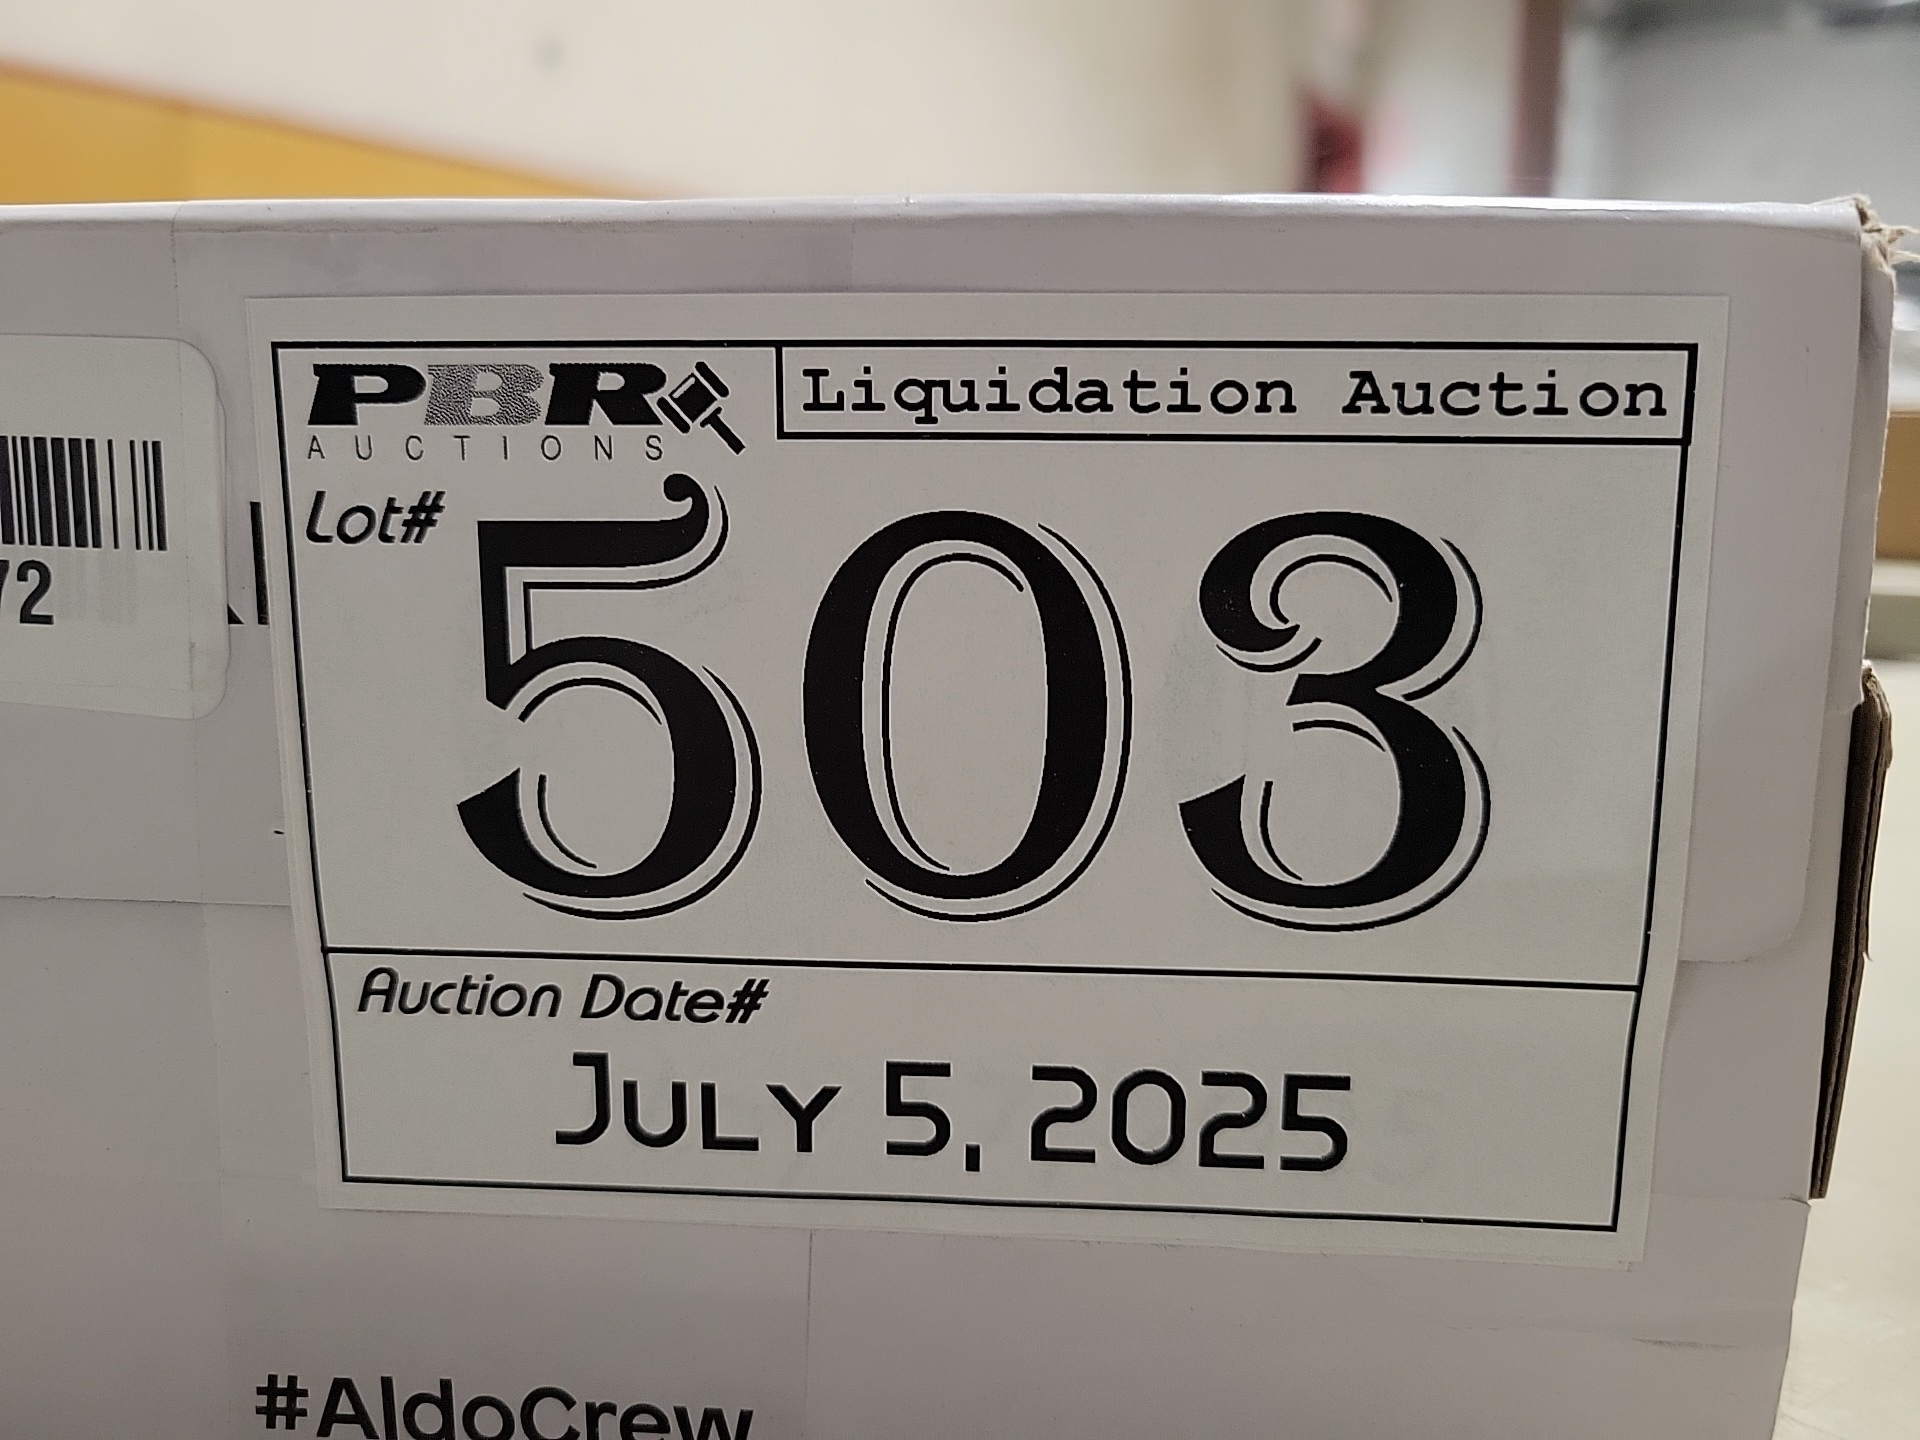 PBR
AUCTIONS
Liquidation Auction
Lot#
503
72
Auction Date#
July 5, 2025
#AldoCrew